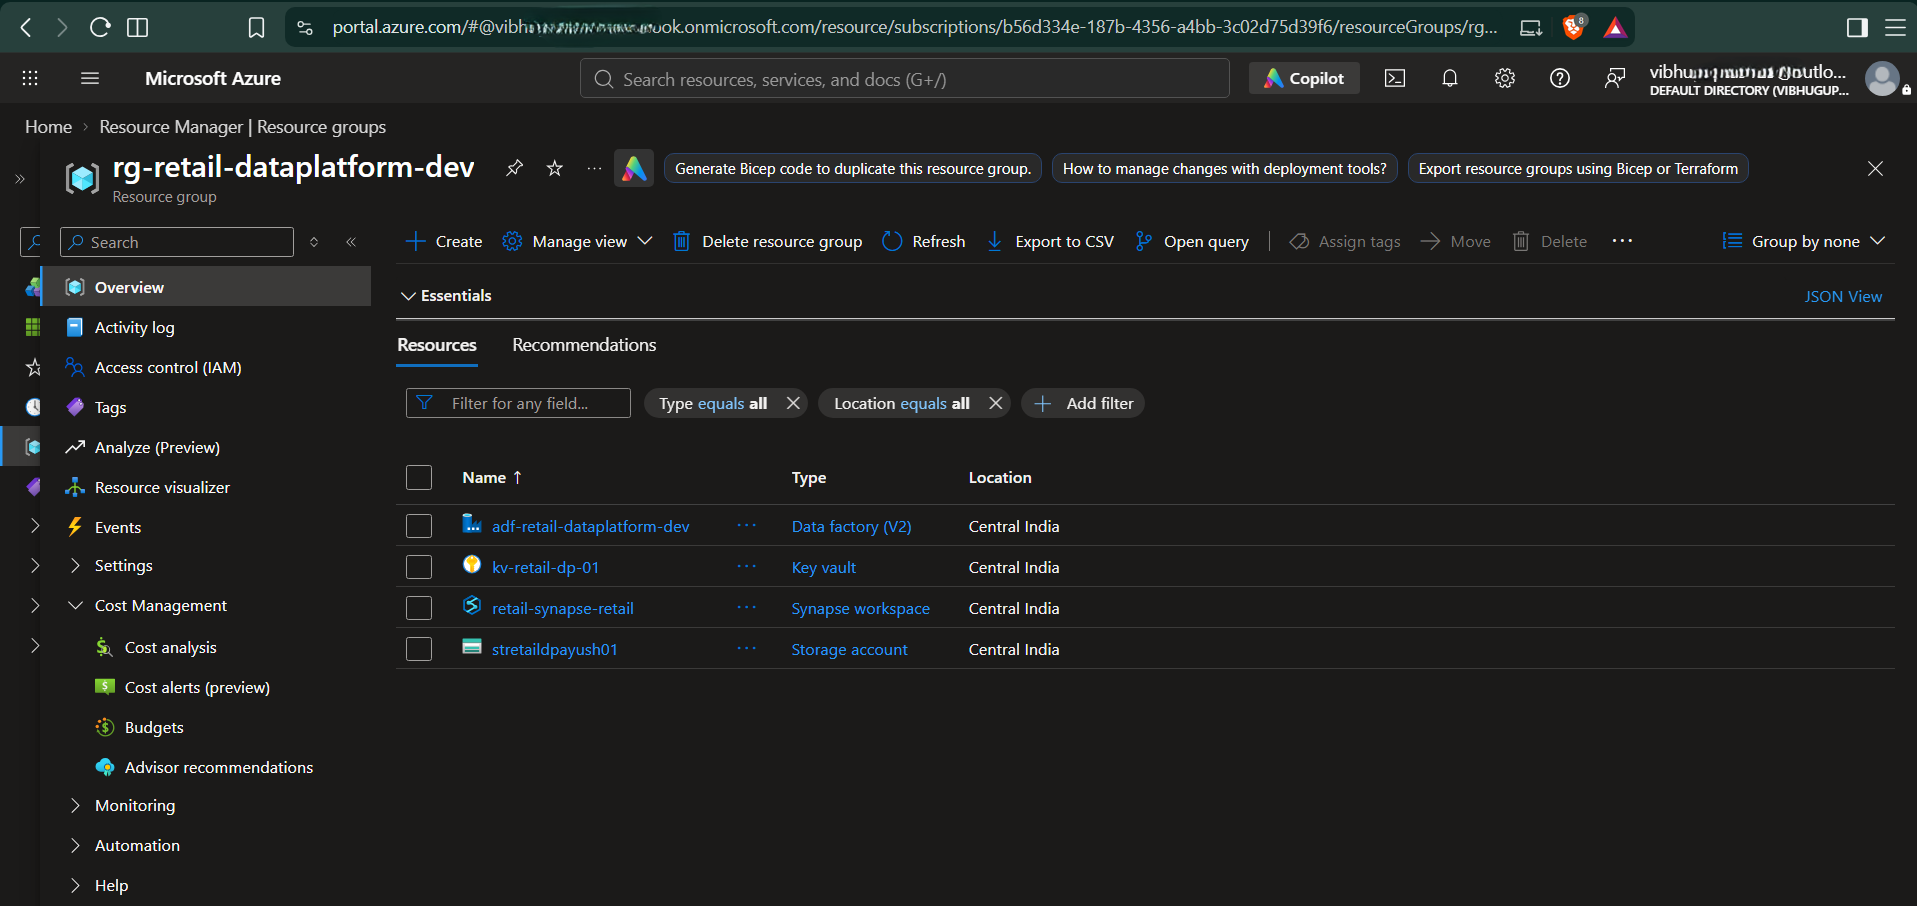 portal.azure.com/#@vibh ook.onmicrosoft.com/resource/subscriptions/b56d334e-187b-4356-a4bb-3c02d75d39f6/resourceGroups/rg...
8
Microsoft Azure
Search resources, services, and docs (G+/)
Copilot
DEFAULT DIRECTORY (VIBHUGUP...
Home > Resource Manager | Resource groups
rg-retail-dataplatform-dev
Resource group
Generate Bicep code to duplicate this resource group.
How to manage changes with deployment tools?
Export resource groups using Bicep or Terraform
Search
Create
Manage view
Delete resource group
Refresh
Export to CSV
Open query
Assign tags
Move
Delete
Group by none
Overview
Activity log
Access control (IAM)
Tags
Analyze (Preview)
Resource visualizer
Events
Settings
Cost Management
Cost analysis
Cost alerts (preview)
Budgets
Advisor recommendations
Monitoring
Automation
Help
Essentials
JSON View
Resources
Recommendations
Filter for any field...
Type equals all
Location equals all
Add filter
Name ↑ Type Location
adf-retail-dataplatform-dev ... Data factory (V2) Central India
kv-retail-dp-01 ... Key vault Central India
retail-synapse-retail ... Synapse workspace Central India
stretaildpayush01 ... Storage account Central India